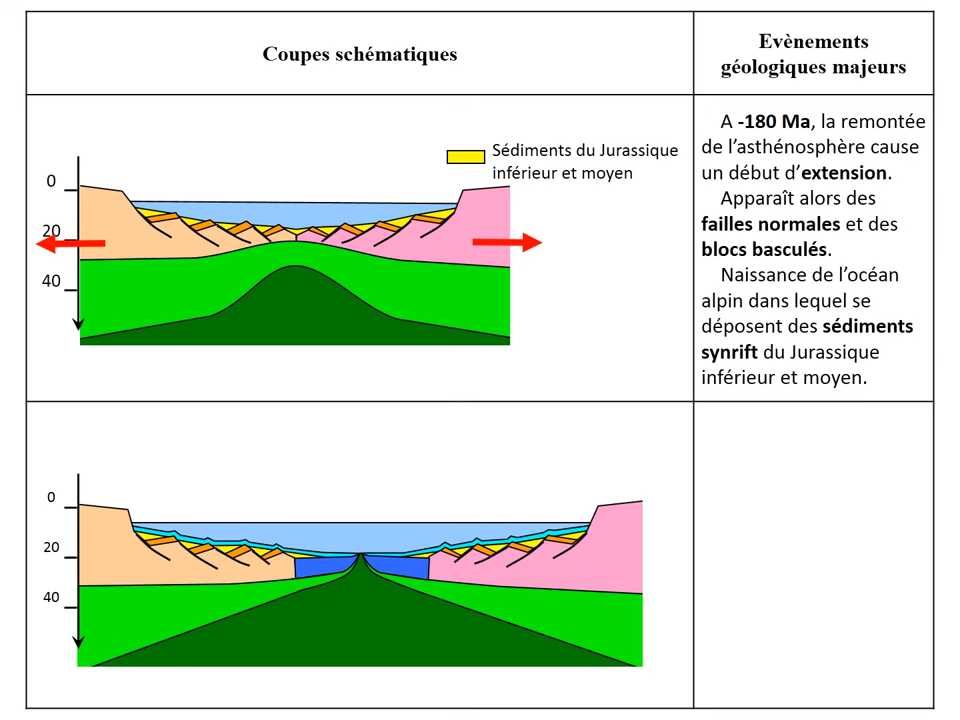 Coupes schématiques
Evènements
géologiques majeurs
Sédiments du Jurassique
inférieur et moyen
0
20
40
A -180 Ma, la remontée
de l'asthénosphère cause
un début d'extension.
Apparaît alors des
failles normales et des
blocs basculés.
Naissance de l'océan
alpin dans lequel se
déposent des sédiments
synrift du Jurassique
inférieur et moyen.
0
20
40